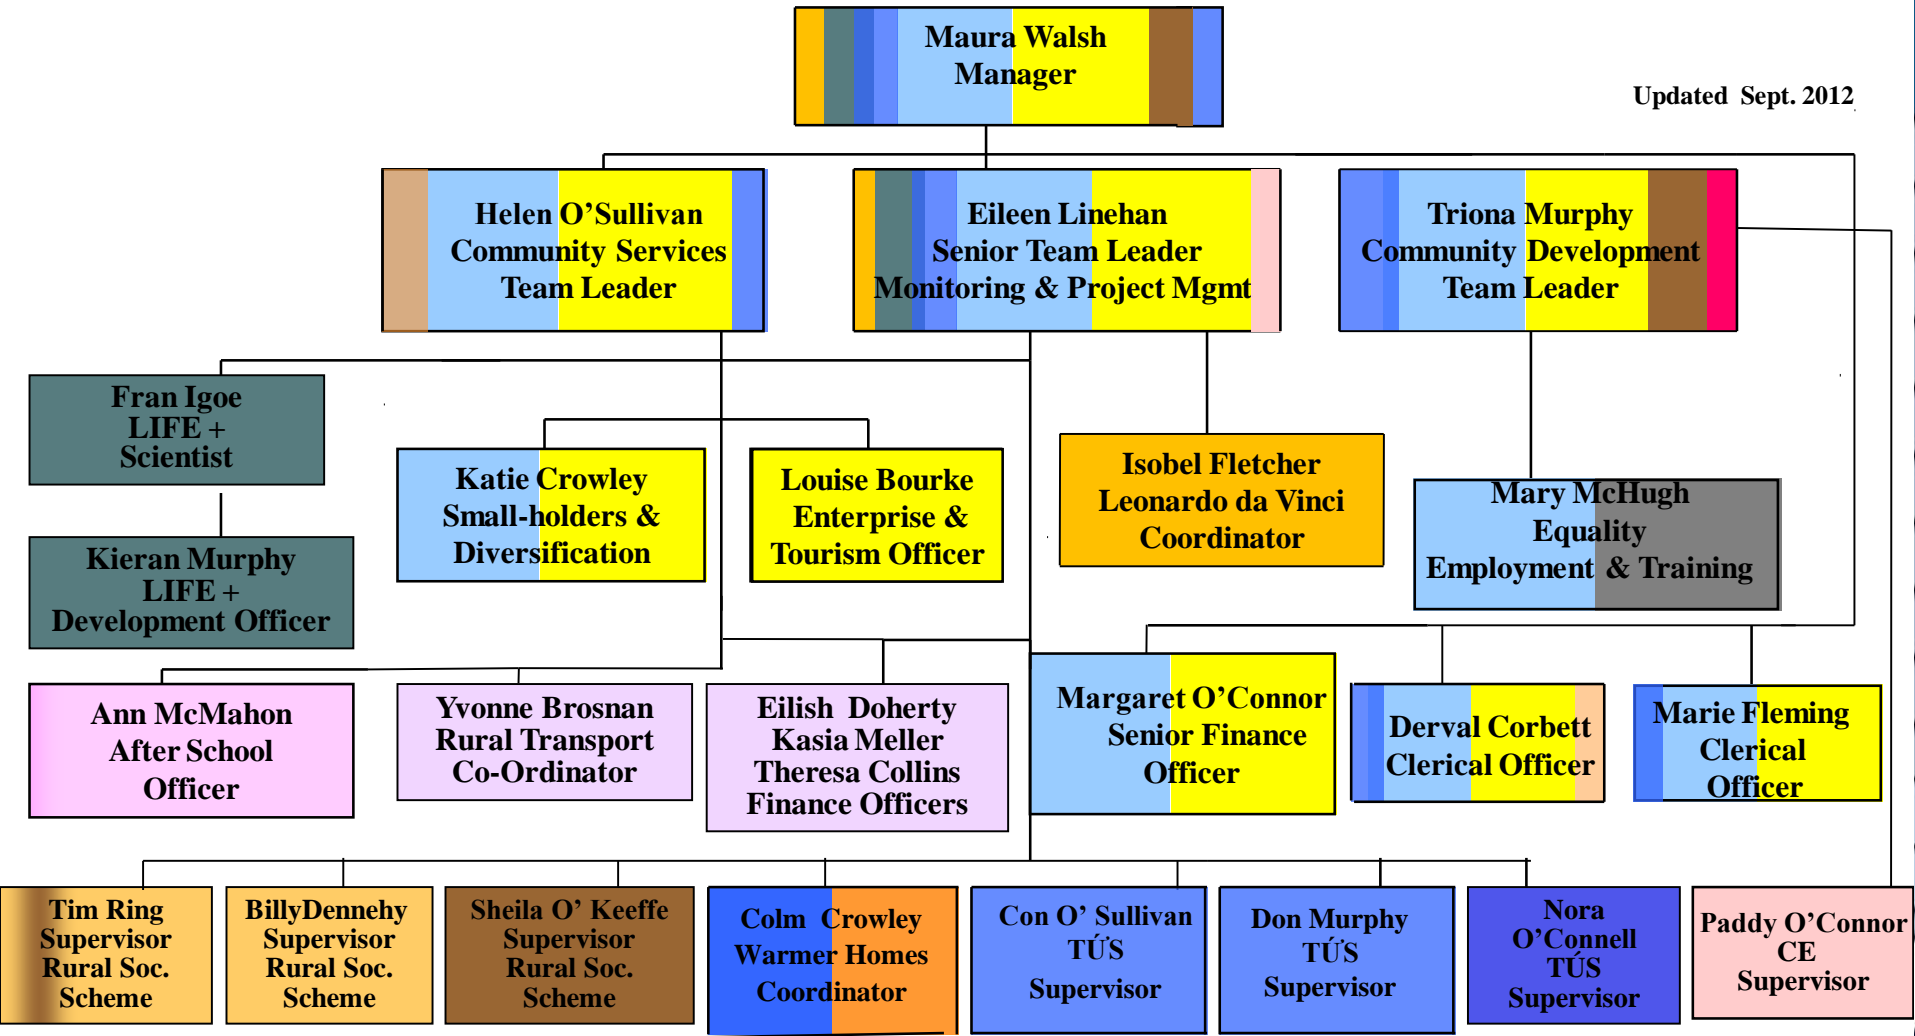 Maura Walsh
Manager
Updated Sept. 2012
Helen O’Sullivan
Community Services
Team Leader
Eileen Linehan
Senior Team Leader
Monitoring & Project Mgmt
Triona Murphy
Community Development
Team Leader
Fran Igoe
LIFE +
Scientist
Katie Crowley
Small-holders &
Diversification
Louise Bourke
Enterprise &
Tourism Officer
Isobel Fletcher
Leonardo da Vinci
Coordinator
Mary McHugh
Equality
Employment & Training
Kieran Murphy
LIFE +
Development Officer
Ann McMahon
After School
Officer
Yvonne Brosnan
Rural Transport
Co-Ordinator
Eilish Doherty
Kasia Meller
Theresa Collins
Finance Officers
Margaret O’Connor
Senior Finance
Officer
Derval Corbett
Clerical Officer
Marie Fleming
Clerical
Officer
Tim Ring
Supervisor
Rural Soc.
Scheme
BillyDennehy
Supervisor
Rural Soc.
Scheme
Sheila O’ Keeffe
Supervisor
Rural Soc.
Scheme
Colm Crowley
Warmer Homes
Coordinator
Con O’ Sullivan
TÚS
Supervisor
Don Murphy
TÚS
Supervisor
Nora
O’Connell
TÚS
Supervisor
Paddy O’Connor
CE
Supervisor